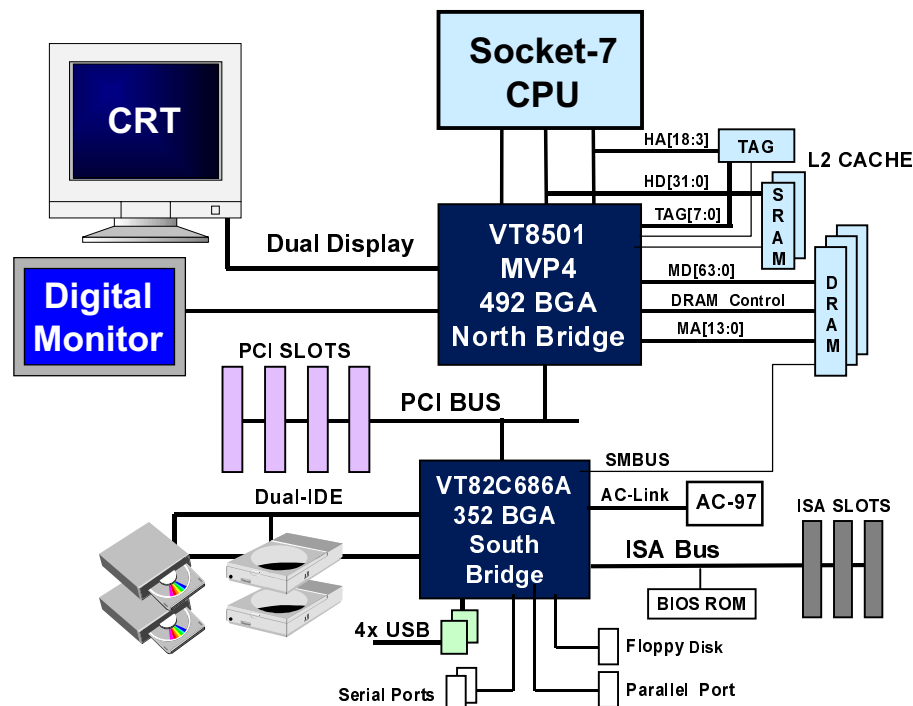 Socket-7
CPU
CRT
HA[18:3]
TAG
L2 CACHE
HD[31:0]
SRAM
TAG[7:0]
Dual Display
VT8501
MVP4
492 BGA
North Bridge
MD[63:0]
DRAM Control
MA[13:0]
DRAM
Digital
Monitor
PCI SLOTS
PCI BUS
SMBUS
VT82C686A
352 BGA
South
Bridge
Dual-IDE
AC-Link
AC-97
ISA SLOTS
ISA Bus
BIOS ROM
4x USB
Floppy Disk
Serial Ports
Parallel Port